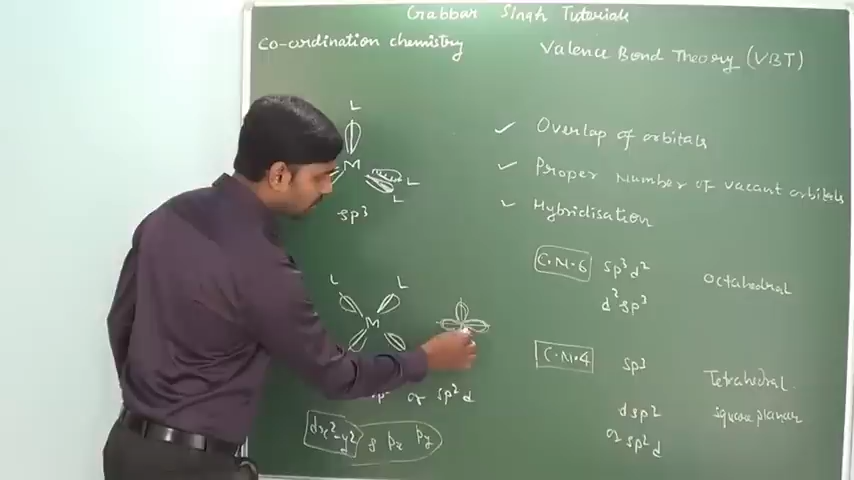 Gabbar Singh Tutorials
Co-ordination chemistry
Valence Bond Theory (VBT)
✓ Overlap of orbitals
✓ Proper Number of vacant orbitals
✓ Hybridisation
L
M
L
L
sp³
C.N.6 sp³d² octahedral
d²sp³
L L
M
C.N.4 sp³ Tetrahedral
or sp²d
dsp² square planar
or sp²d
dx²-y² s px py